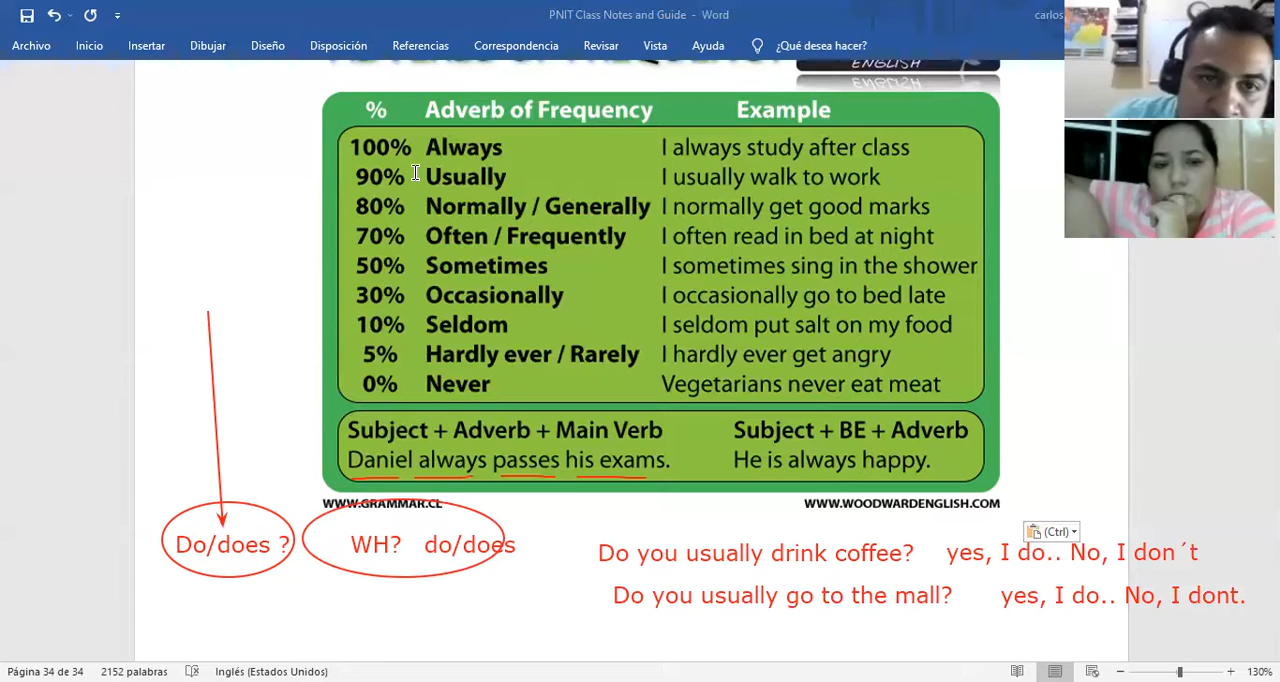 PNIT Class Notes and Guide - Word
carlos
Archivo Inicio Insertar Dibujar Diseño Disposición Referencias Correspondencia Revisar Vista Ayuda ¿Qué desea hacer?
ENGLISH
% Adverb of Frequency Example
100% Always I always study after class
90% Usually I usually walk to work
80% Normally / Generally I normally get good marks
70% Often / Frequently I often read in bed at night
50% Sometimes I sometimes sing in the shower
30% Occasionally I occasionally go to bed late
10% Seldom I seldom put salt on my food
5% Hardly ever / Rarely I hardly ever get angry
0% Never Vegetarians never eat meat
Subject + Adverb + Main Verb Subject + BE + Adverb
Daniel always passes his exams. He is always happy.
WWW.GRAMMAR.CL WWW.WOODWARDENGLISH.COM
(Ctrl)
Do/does ? WH? do/does
Do you usually drink coffee? yes, I do.. No, I don´t
Do you usually go to the mall? yes, I do.. No, I dont.
Página 34 de 34 2152 palabras Inglés (Estados Unidos) 130%